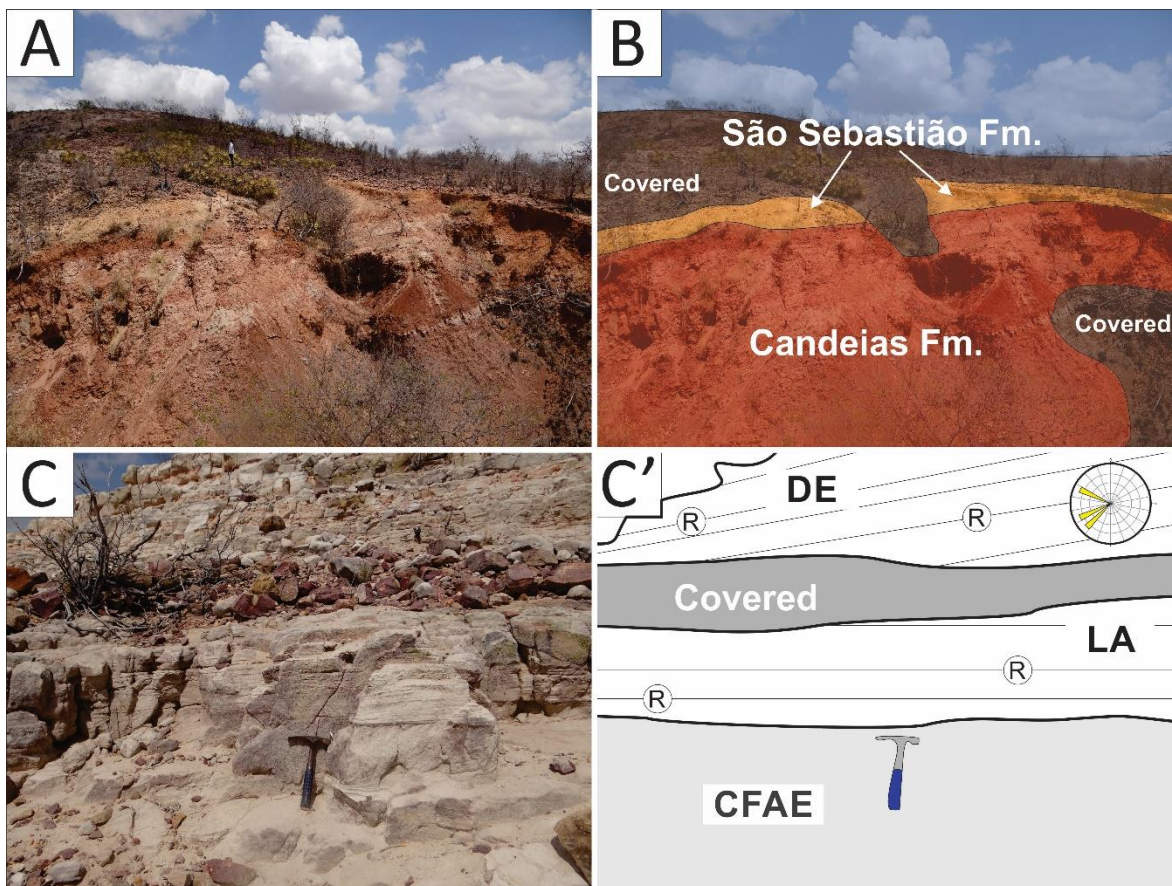 A
B
São Sebastião Fm.
Covered
Covered
Candeias Fm.
C
C’
DE
R
R
Covered
LA
R
R
CFAE